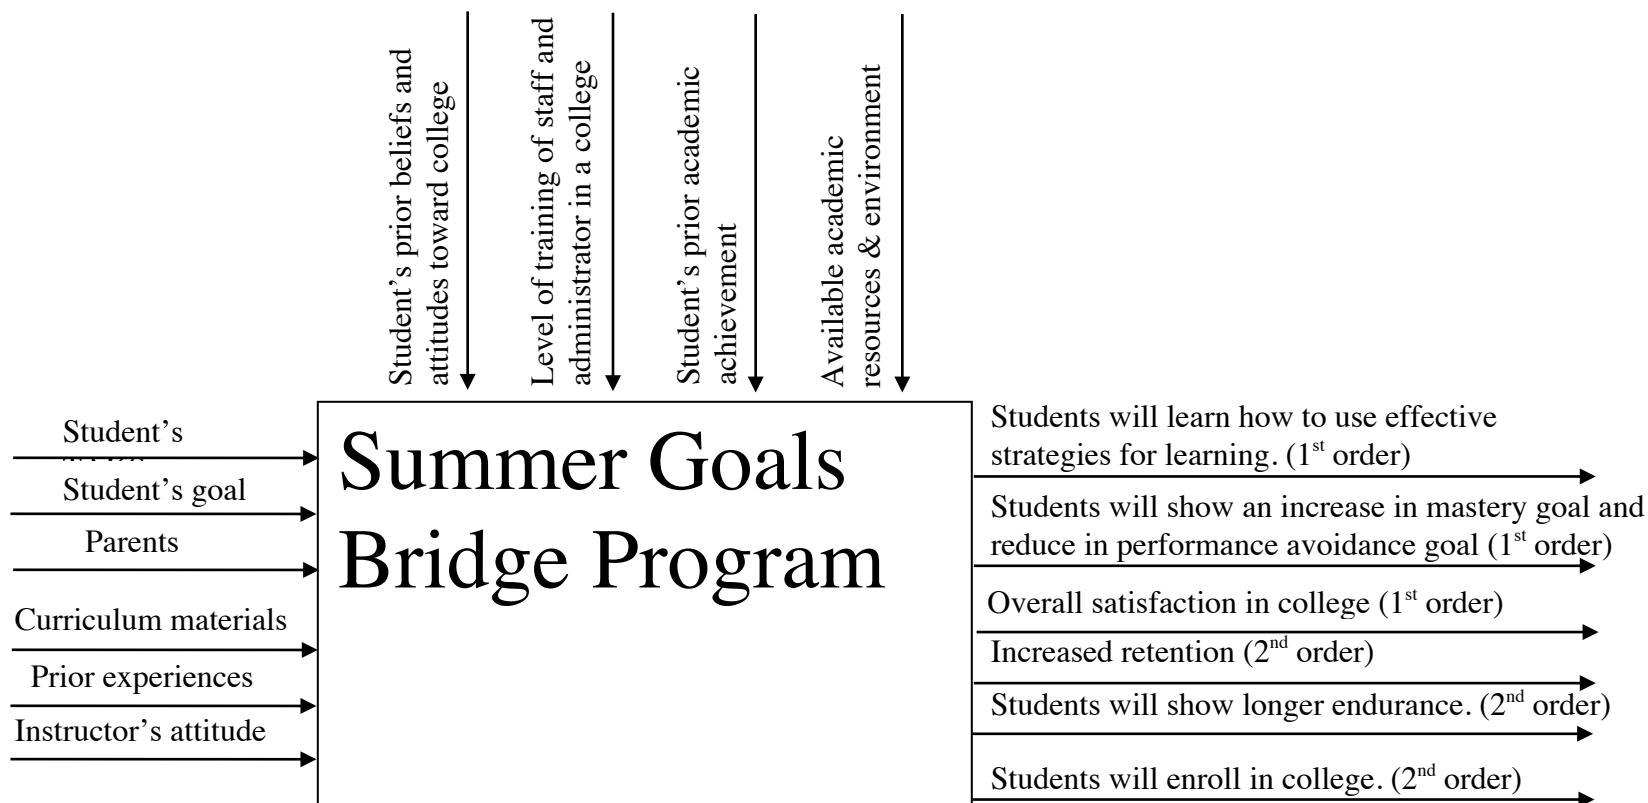 Student’s prior beliefs and
attitudes toward college
Level of training of staff and
administrator in a college
Student’s prior academic
achievement
Available academic
resources & environment
Student’s
Student’s goal
Parents
Curriculum materials
Prior experiences
Instructor’s attitude
Summer Goals
Bridge Program
Students will learn how to use effective
strategies for learning. (1st order)
Students will show an increase in mastery goal and
reduce in performance avoidance goal (1st order)
Overall satisfaction in college (1st order)
Increased retention (2nd order)
Students will show longer endurance. (2nd order)
Students will enroll in college. (2nd order)